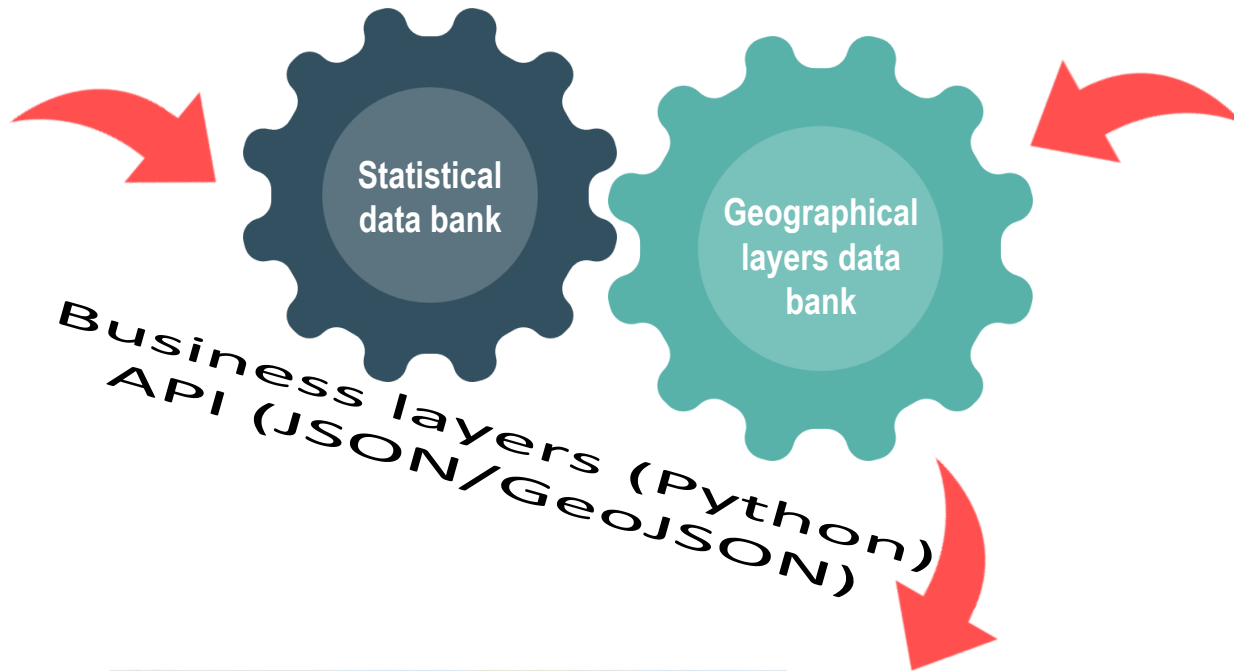 Statistical
data bank
Geographical
layers data
bank
Business layers (Python)
API (JSON/GeoJSON)